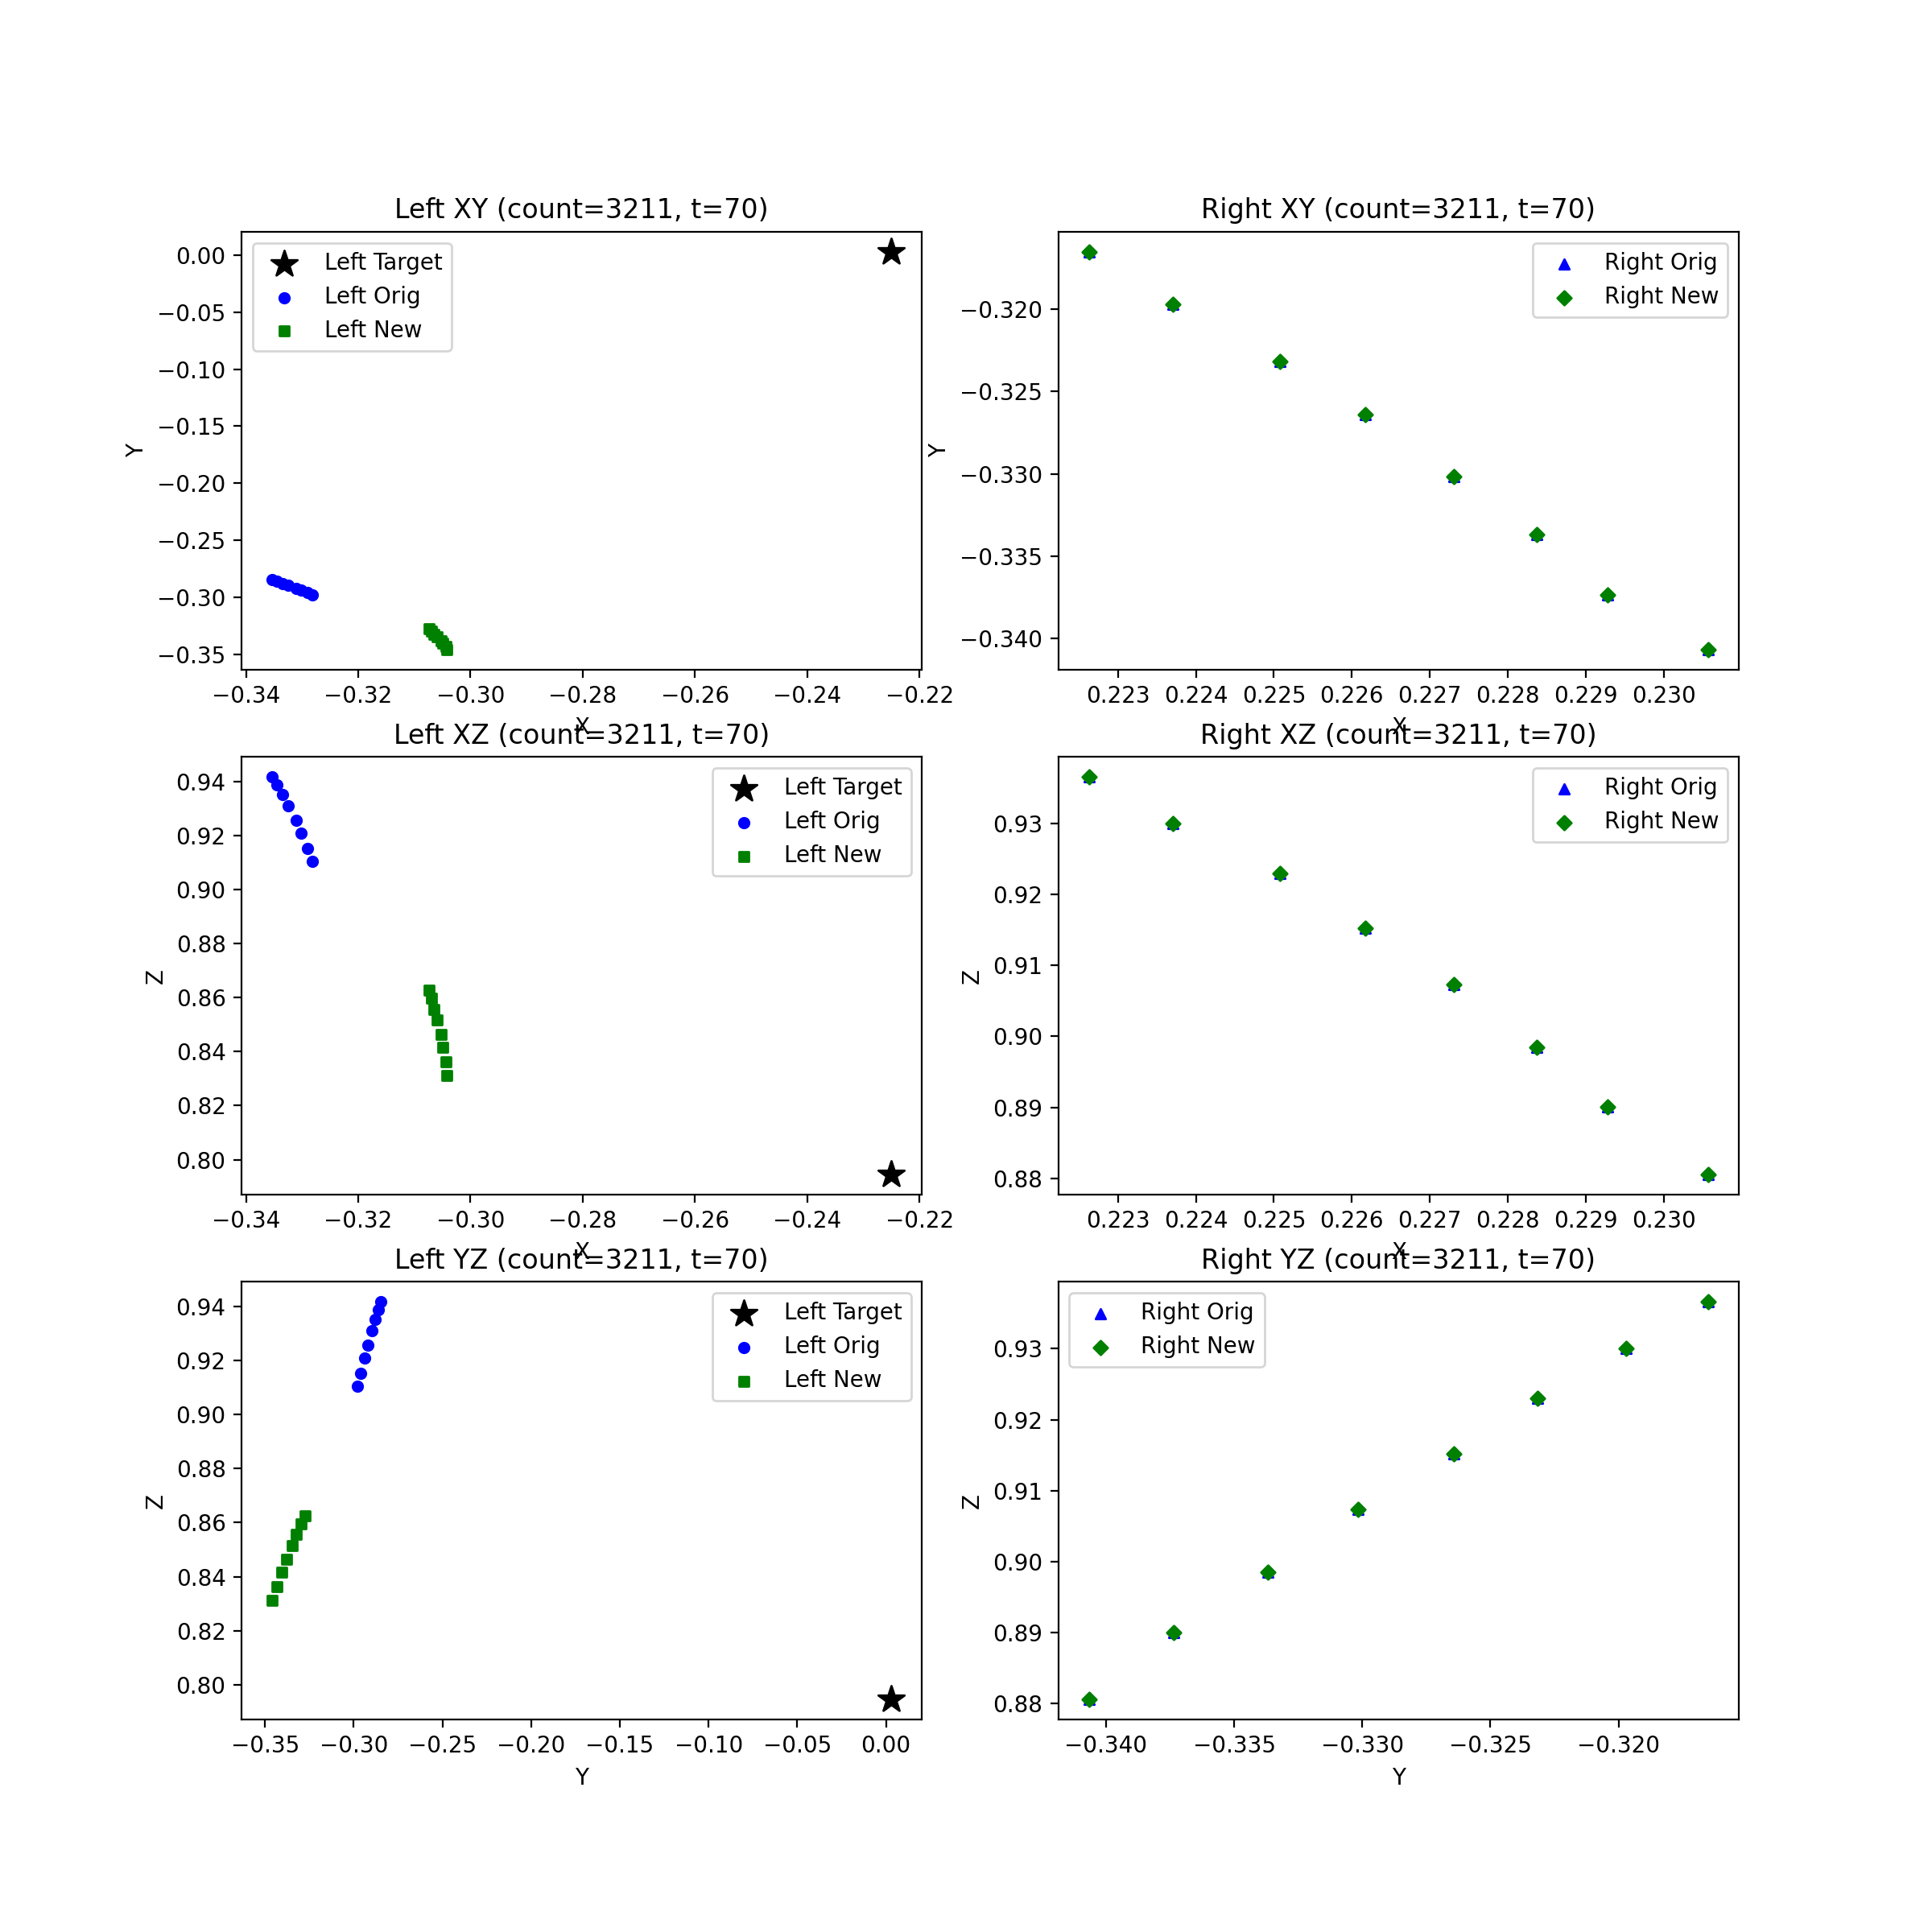 Left XY (count=3211, t=70)
Left Target
Left Orig
Left New
0.00
−0.05
−0.10
−0.15
−0.20
−0.25
−0.30
−0.35
Y
−0.34 −0.32 −0.30 −0.28 −0.26 −0.24 −0.22
X
Right XY (count=3211, t=70)
Right Orig
Right New
−0.320
−0.325
−0.330
−0.335
−0.340
Y
0.223 0.224 0.225 0.226 0.227 0.228 0.229 0.230
X
Left XZ (count=3211, t=70)
Left Target
Left Orig
Left New
0.94
0.92
0.90
0.88
0.86
0.84
0.82
0.80
Z
−0.34 −0.32 −0.30 −0.28 −0.26 −0.24 −0.22
X
Right XZ (count=3211, t=70)
Right Orig
Right New
0.93
0.92
0.91
0.90
0.89
0.88
Z
0.223 0.224 0.225 0.226 0.227 0.228 0.229 0.230
X
Left YZ (count=3211, t=70)
Left Target
Left Orig
Left New
0.94
0.92
0.90
0.88
0.86
0.84
0.82
0.80
Z
−0.35 −0.30 −0.25 −0.20 −0.15 −0.10 −0.05 0.00
Y
Right YZ (count=3211, t=70)
Right Orig
Right New
0.93
0.92
0.91
0.90
0.89
0.88
Z
−0.340 −0.335 −0.330 −0.325 −0.320
Y